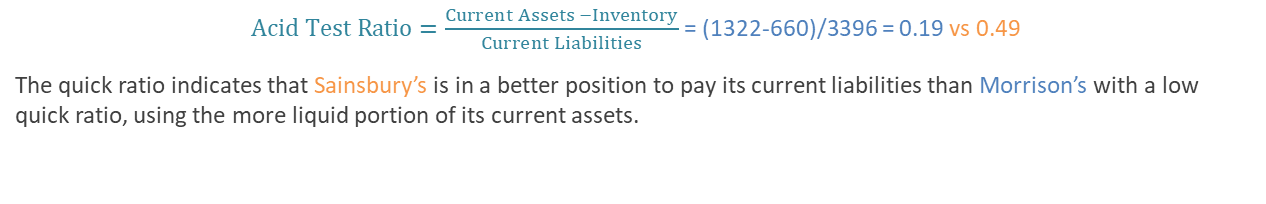 Acid Test Ratio = Current Assets −Inventory / Current Liabilities = (1322-660)/3396 = 0.19 vs 0.49
The quick ratio indicates that Sainsbury’s is in a better position to pay its current liabilities than Morrison’s with a low
quick ratio, using the more liquid portion of its current assets.